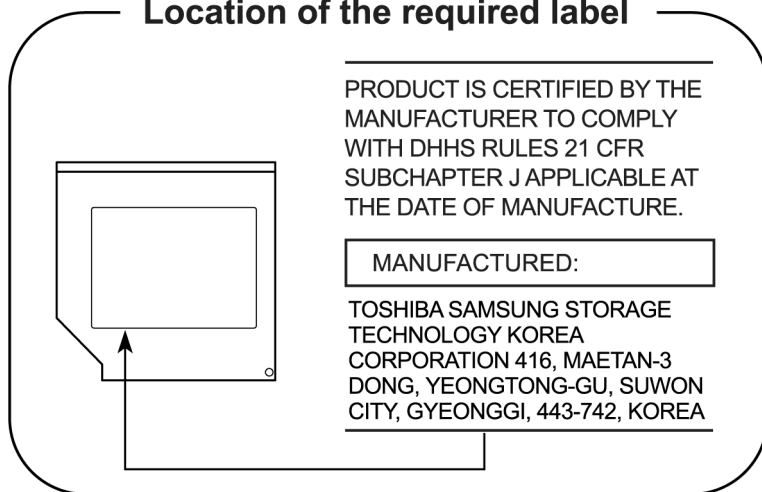 Location of the required label
PRODUCT IS CERTIFIED BY THE
MANUFACTURER TO COMPLY
WITH DHHS RULES 21 CFR
SUBCHAPTER J APPLICABLE AT
THE DATE OF MANUFACTURE.
MANUFACTURED:
TOSHIBA SAMSUNG STORAGE
TECHNOLOGY KOREA
CORPORATION 416, MAETAN-3
DONG, YEONGTONG-GU, SUWON
CITY, GYEONGGI, 443-742, KOREA